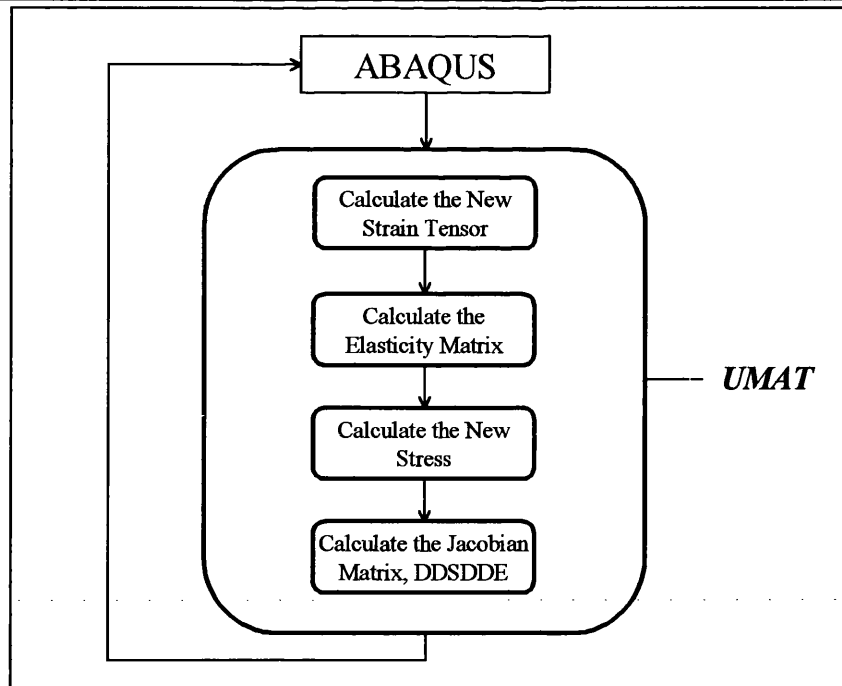 ABAQUS
Calculate the New
Strain Tensor
Calculate the
Elasticity Matrix
UMAT
Calculate the New
Stress
Calculate the Jacobian
Matrix, DDSDDE